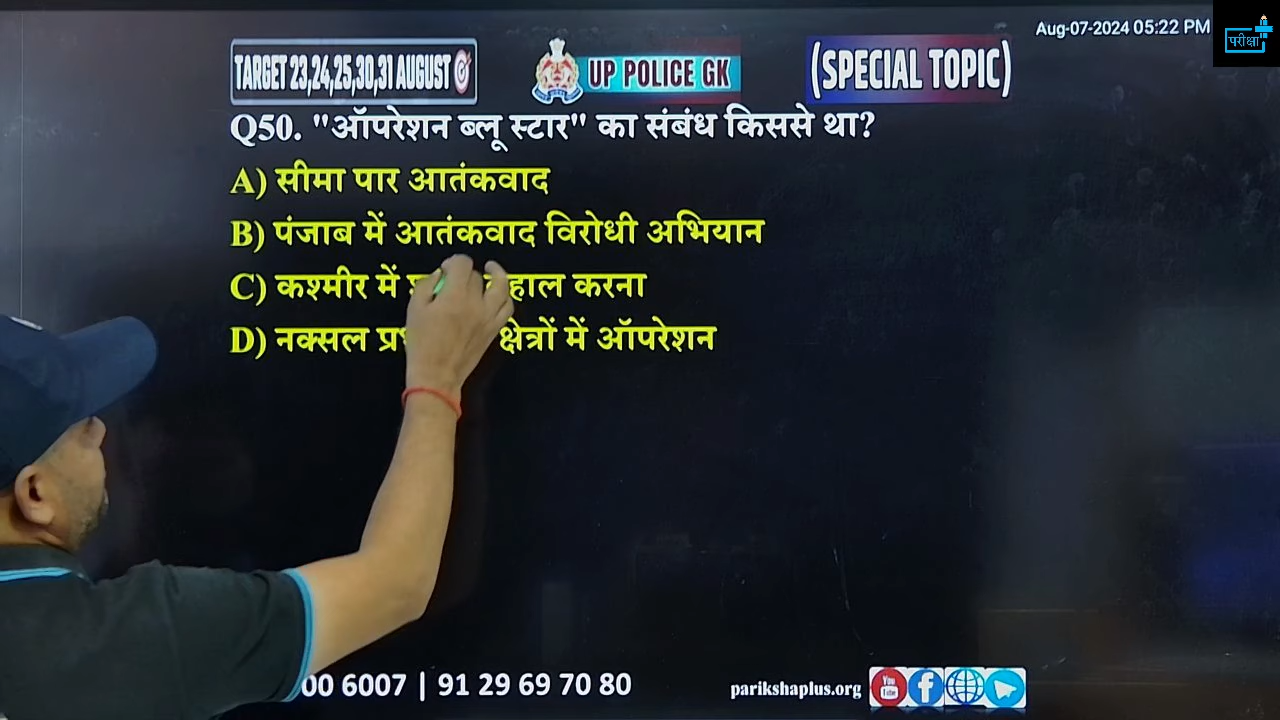 Aug-07-2024 05:22 PM
परीक्षा
TARGET 23,24,25,30,31 AUGUST
UP POLICE GK
(SPECIAL TOPIC)
Q50. "ऑपरेशन ब्लू स्टार" का संबंध किससे था?
A) सीमा पार आतंकवाद
B) पंजाब में आतंकवाद विरोधी अभियान
C) कश्मीर में हाल करना
D) नक्सल क्षेत्रों में ऑपरेशन
00 6007 | 91 29 69 70 80
parikshaplus.org
You Tube